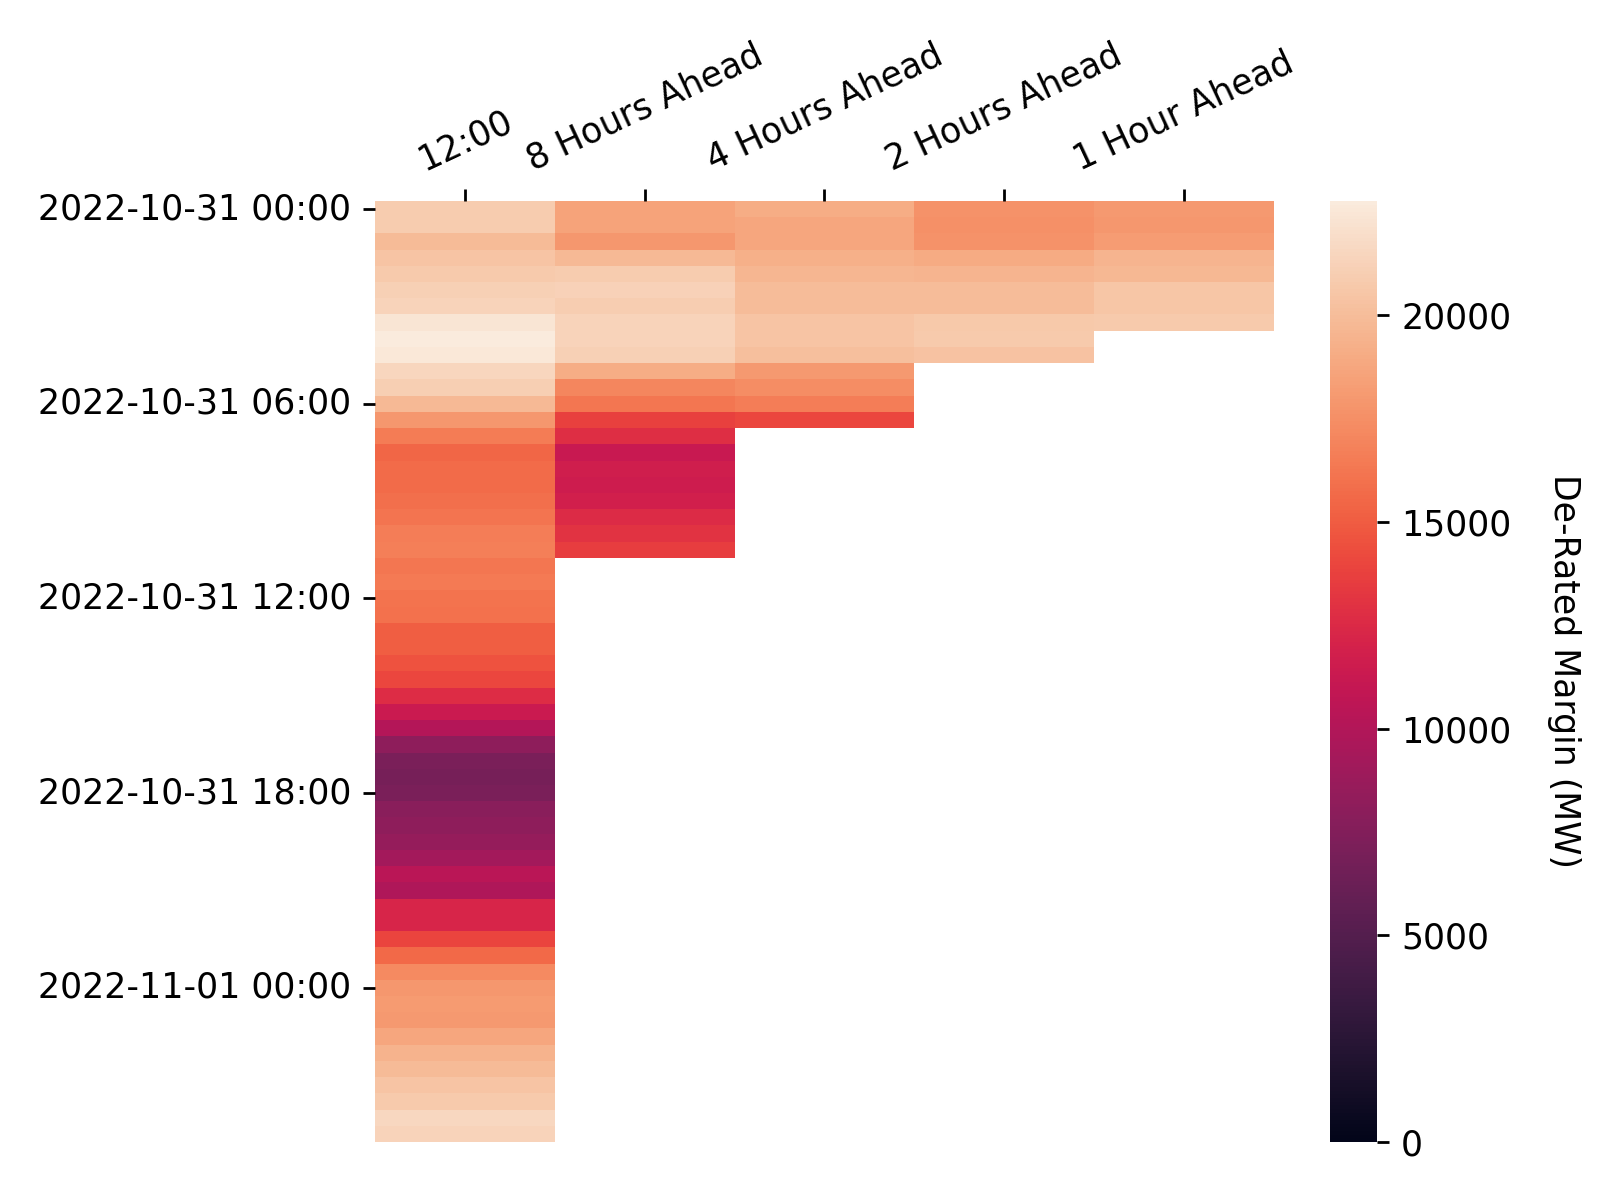 12:00
8 Hours Ahead
4 Hours Ahead
2 Hours Ahead
1 Hour Ahead
2022-10-31 00:00
2022-10-31 06:00
2022-10-31 12:00
2022-10-31 18:00
2022-11-01 00:00
20000
15000
10000
5000
0
De-Rated Margin (MW)